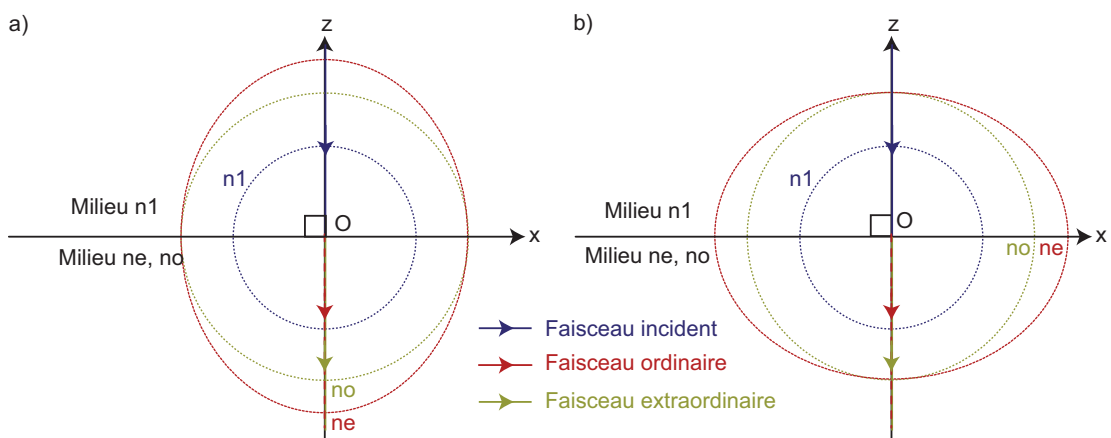 a)
z
n1
Milieu n1
O
x
Milieu ne, no
no
ne
b)
z
n1
Milieu n1
O
x
Milieu ne, no
no
ne
Faisceau incident
Faisceau ordinaire
Faisceau extraordinaire